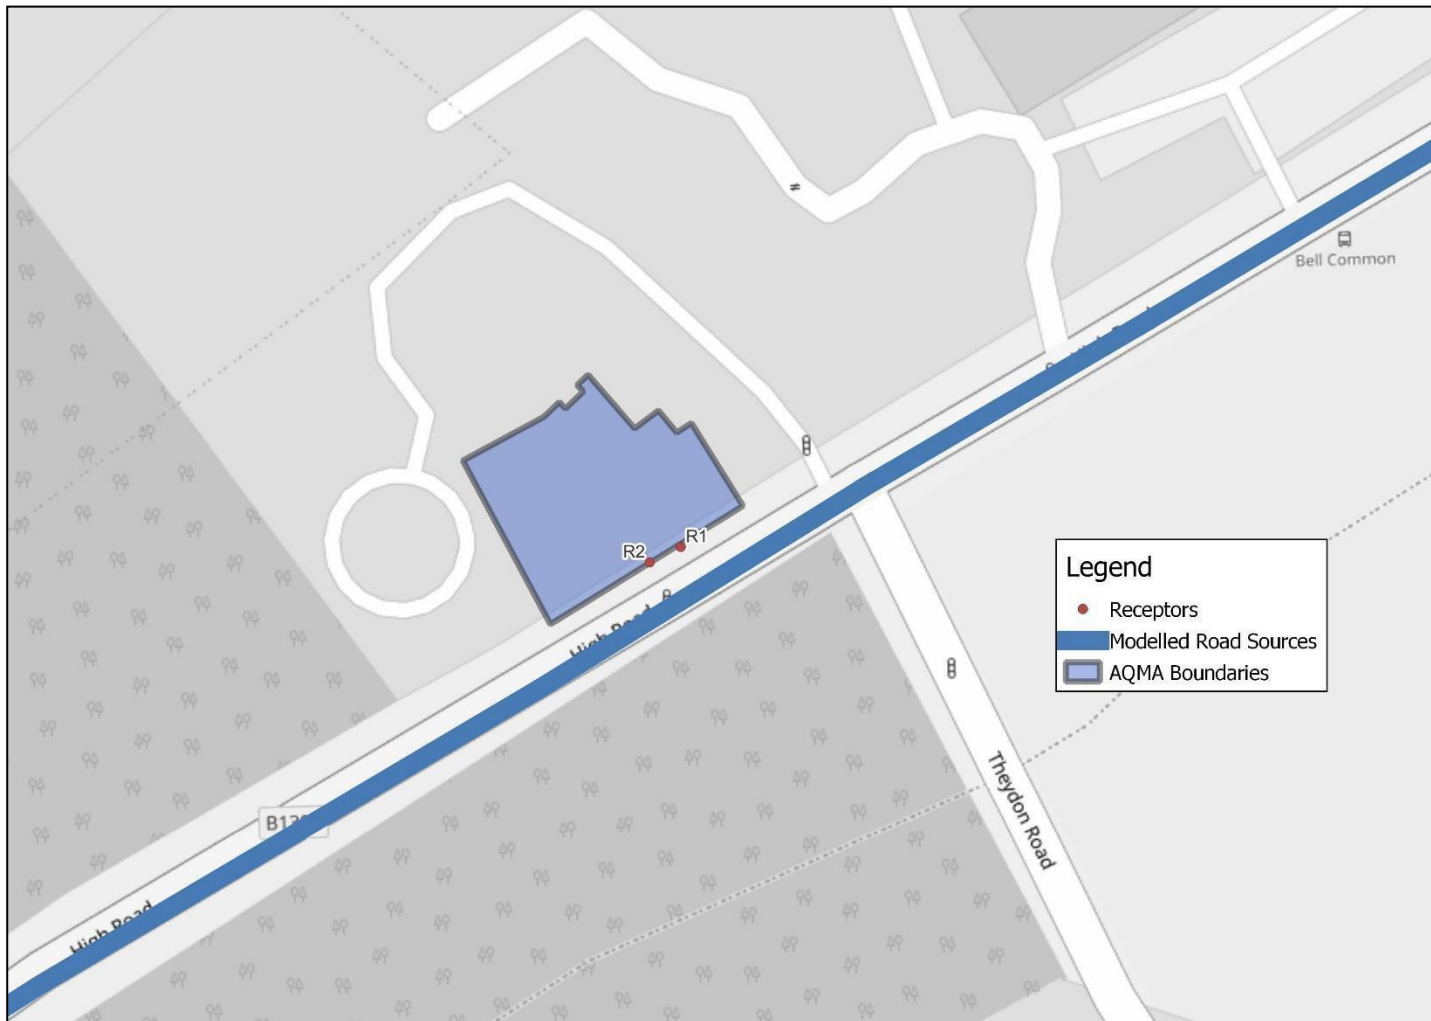 Bell Common
R1
R2
High Road
Legend
Receptors
Modelled Road Sources
AQMA Boundaries
Theydon Road
High Road